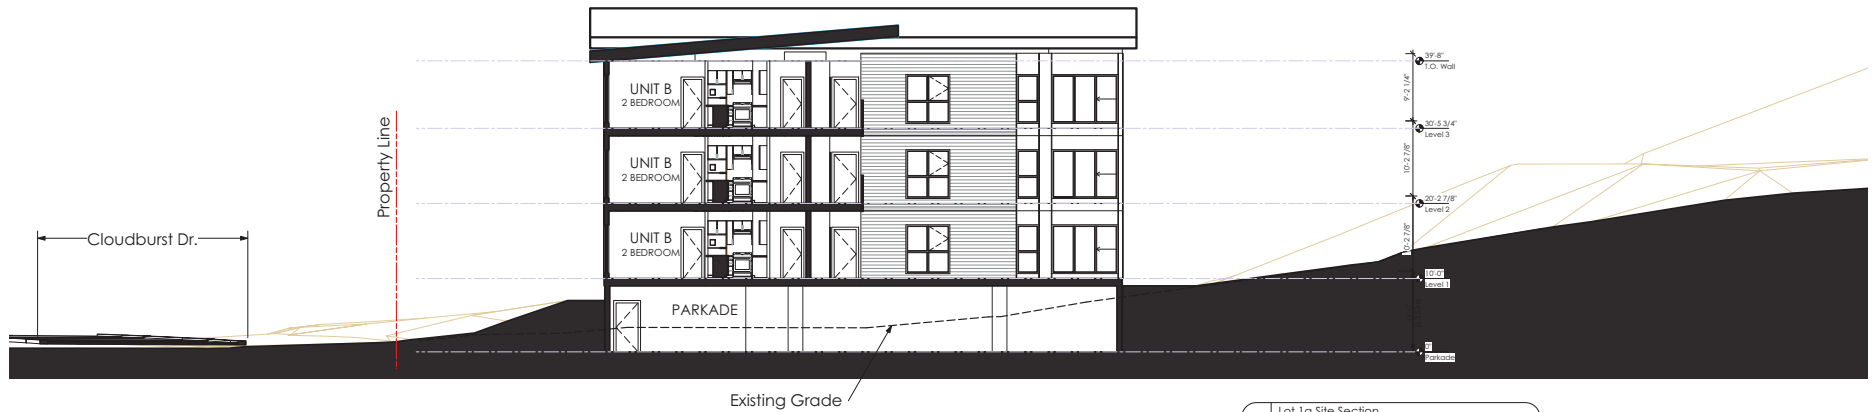 39'-8"
T.O. Wall
9'-2 1/4"
UNIT B
2 BEDROOM
30'-5 3/4"
Level 3
Property Line
10'-2 7/8"
UNIT B
2 BEDROOM
20'-2 7/8"
Level 2
Cloudburst Dr.
10'-2 7/8"
UNIT B
2 BEDROOM
10'-0"
Level 1
PARKADE
0"
Parkade
Existing Grade
Lot 1a Site Section